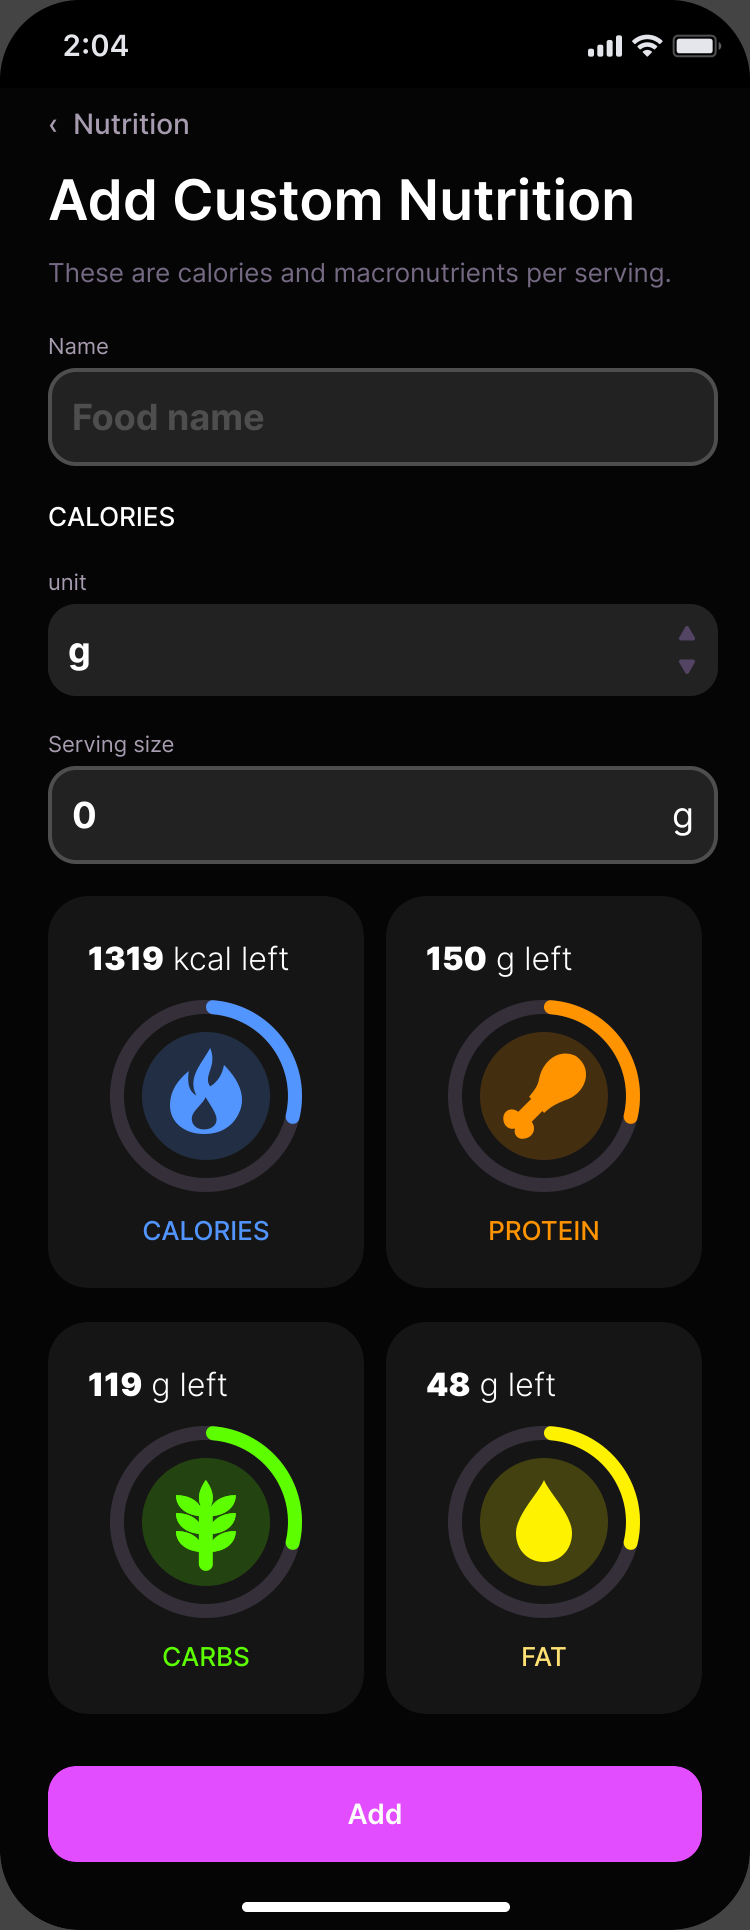 2:04
‹ Nutrition
Add Custom Nutrition
These are calories and macronutrients per serving.
Name
Food name
CALORIES
unit
g
Serving size
0 g
1319 kcal left
150 g left
CALORIES
PROTEIN
119 g left
48 g left
CARBS
FAT
Add